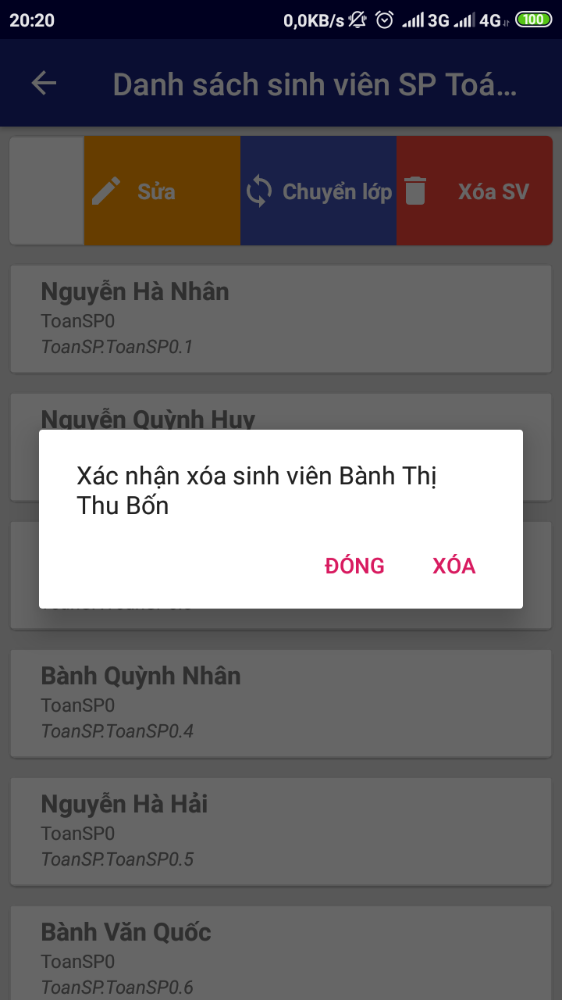 20:20
0,0KB/s 3G 4G 100
Danh sách sinh viên SP Toá...
Sửa
Chuyển lớp
Xóa SV
Nguyễn Hà Nhân
ToanSP0
ToanSP.ToanSP0.1
Nguyễn Quỳnh Huy
Xác nhận xóa sinh viên Bành Thị
Thu Bốn
ĐÓNG
XÓA
Bành Quỳnh Nhân
ToanSP0
ToanSP.ToanSP0.4
Nguyễn Hà Hải
ToanSP0
ToanSP.ToanSP0.5
Bành Văn Quốc
ToanSP0
ToanSP.ToanSP0.6